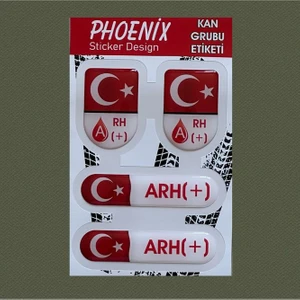 PHOENIX
Sticker Design
KAN
GRUBU
ETİKETİ
A RH
(+)
A RH
(+)
ARH(+)
ARH(+)